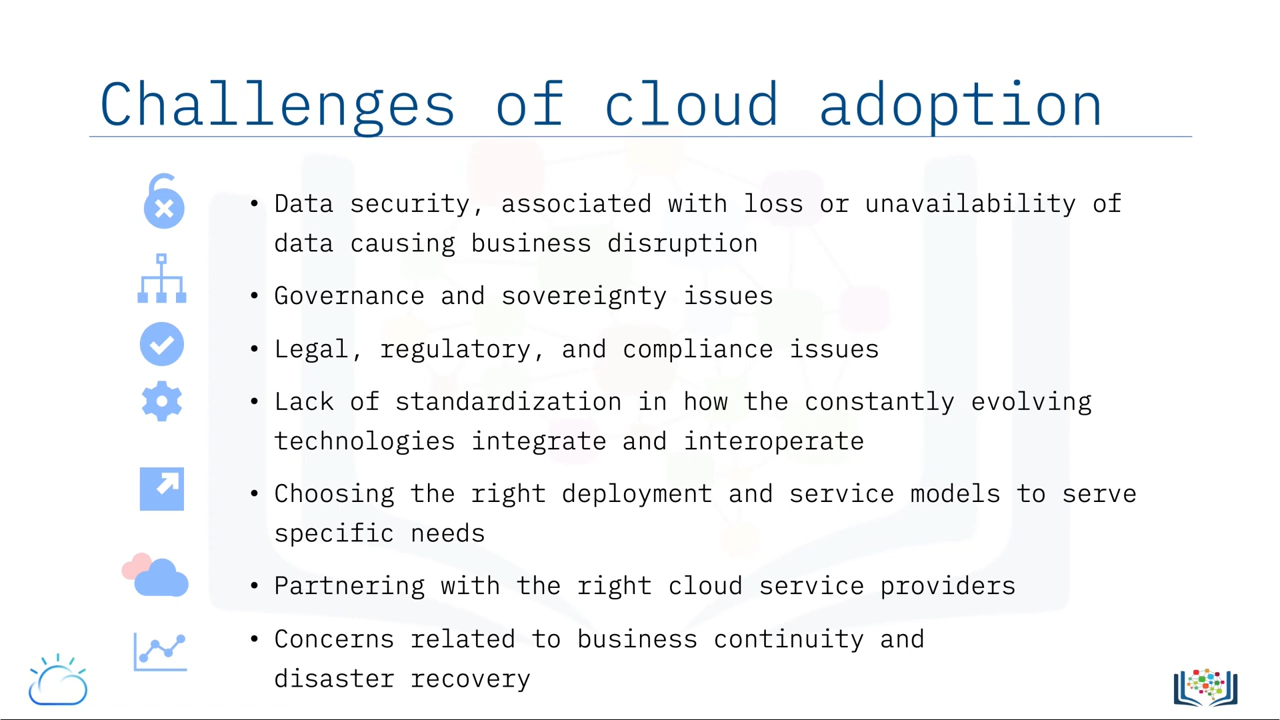 Challenges of cloud adoption
• Data security, associated with loss or unavailability of
data causing business disruption
• Governance and sovereignty issues
• Legal, regulatory, and compliance issues
• Lack of standardization in how the constantly evolving
technologies integrate and interoperate
• Choosing the right deployment and service models to serve
specific needs
• Partnering with the right cloud service providers
• Concerns related to business continuity and
disaster recovery